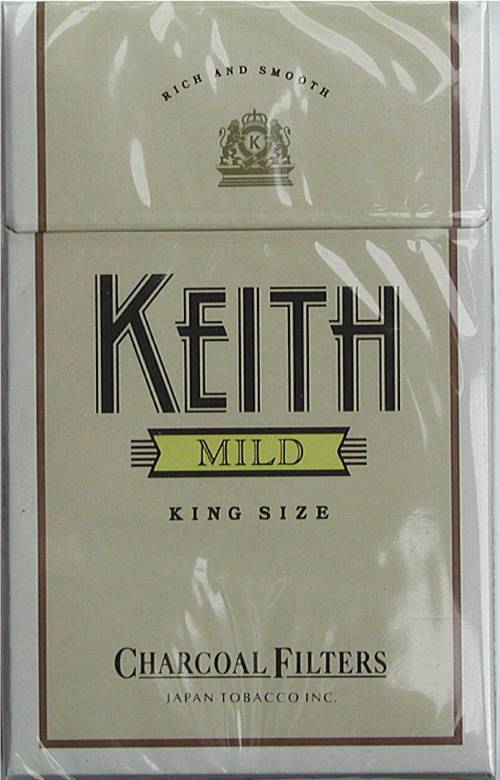 RICH AND SMOOTH
K
KEITH
MILD
KING SIZE
CHARCOAL FILTERS
JAPAN TOBACCO INC.